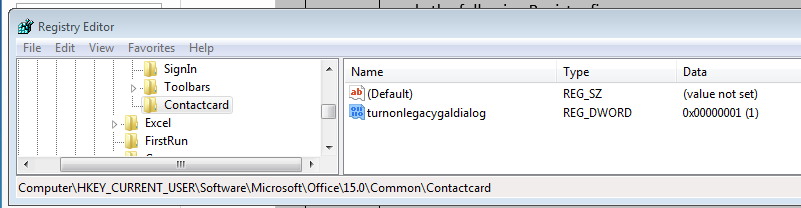 Registry Editor
File Edit View Favorites Help
SignIn
Toolbars
Contactcard
Excel
FirstRun
Name Type Data
(Default) REG_SZ (value not set)
turnonlegacygaldialog REG_DWORD 0x00000001 (1)
Computer\HKEY_CURRENT_USER\Software\Microsoft\Office\15.0\Common\Contactcard